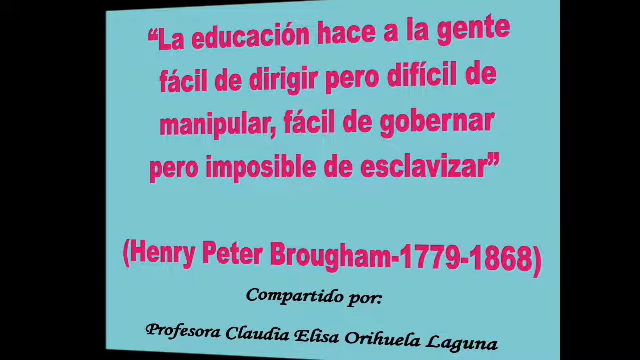 “La educación hace a la gente
fácil de dirigir pero difícil de
manipular, fácil de gobernar
pero imposible de esclavizar”
(Henry Peter Brougham-1779-1868)
Compartido por:
Profesora Claudia Elisa Orihuela Laguna